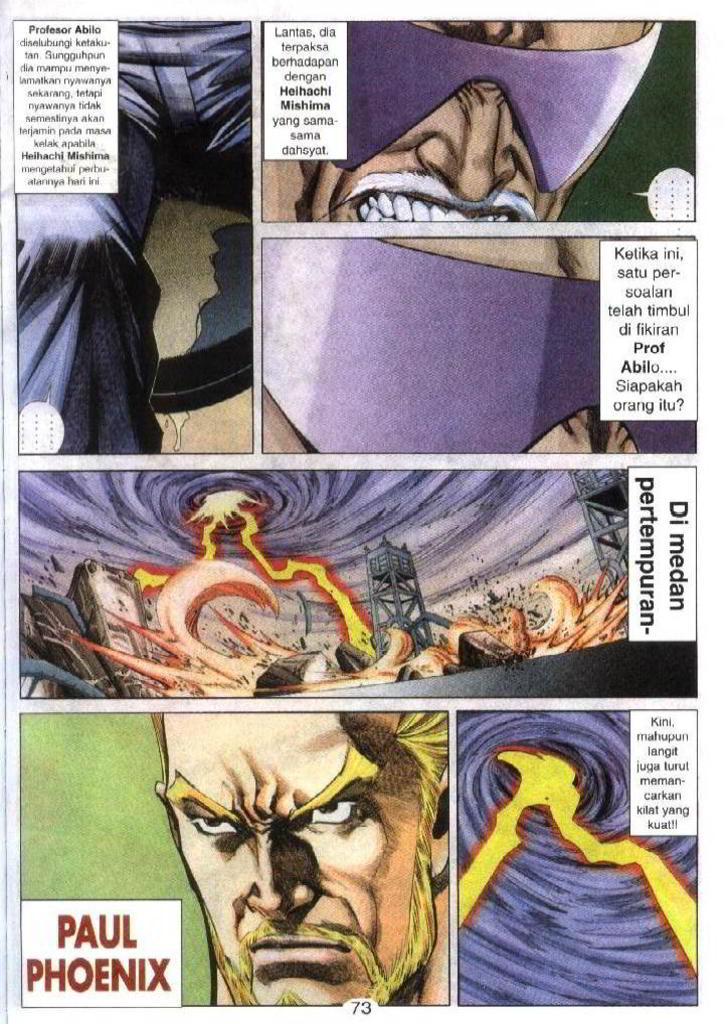 Profesor Abilo
diselubungi ketaku-
tan. Sungguhpun
dia mampu menye-
lamatkan nyawanya
sekarang, tetapi
nyawanya tidak
semestinya akan
terjamin pada masa
kelak apabila
Heihachi Mishima
mengetahui perbu-
atannya hari ini.
Lantas, dia
terpaksa
berhadapan
dengan
Heihachi
Mishima
yang sama-
sama
dahsyat.
Ketika ini,
satu per-
soalan
telah timbul
di fikiran
Prof
Abilo....
Siapakah
orang itu?
Di medan
pertempuran-
PAUL
PHOENIX
Kini,
mahupun
langit
juga turut
meman-
carkan
kilat yang
kuat!!
73